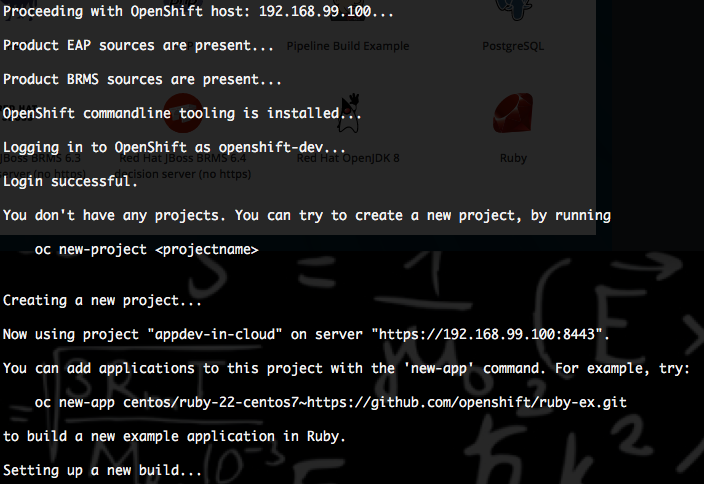 Proceeding with OpenShift host: 192.168.99.100...
Product EAP sources are present...
Pipeline Build Example
PostgreSQL
Product BRMS sources are present...
OpenShift commandline tooling is installed...
Logging in to OpenShift as openshift-dev...
JBoss BRMS 6.3
server (no https)
Red Hat JBoss BRMS 6.4
decision server (no https)
Red Hat OpenJDK 8
Ruby
Login successful.
You don't have any projects. You can try to create a new project, by running
oc new-project <projectname>
Creating a new project...
Now using project "appdev-in-cloud" on server "https://192.168.99.100:8443".
You can add applications to this project with the 'new-app' command. For example, try:
oc new-app centos/ruby-22-centos7~https://github.com/openshift/ruby-ex.git
to build a new example application in Ruby.
Setting up a new build...